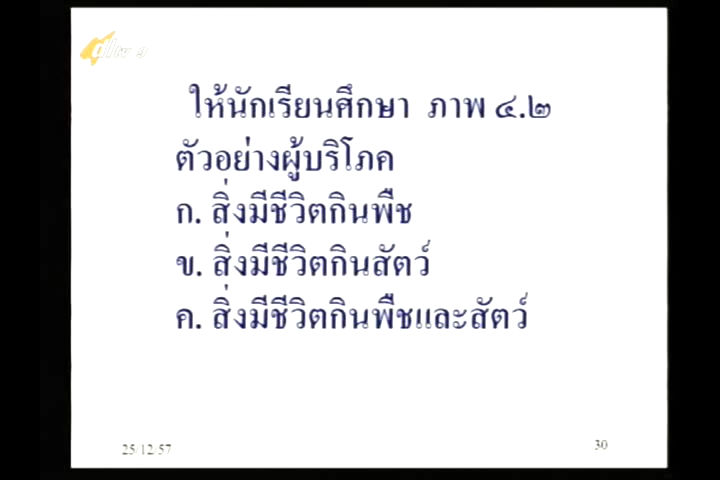 ให้นักเรียนศึกษา ภาพ ๔.๒
ตัวอย่างผู้บริโภค
ก. สิ่งมีชีวิตกินพืช
ข. สิ่งมีชีวิตกินสัตว์
ค. สิ่งมีชีวิตกินพืชและสัตว์
25/12/57
30